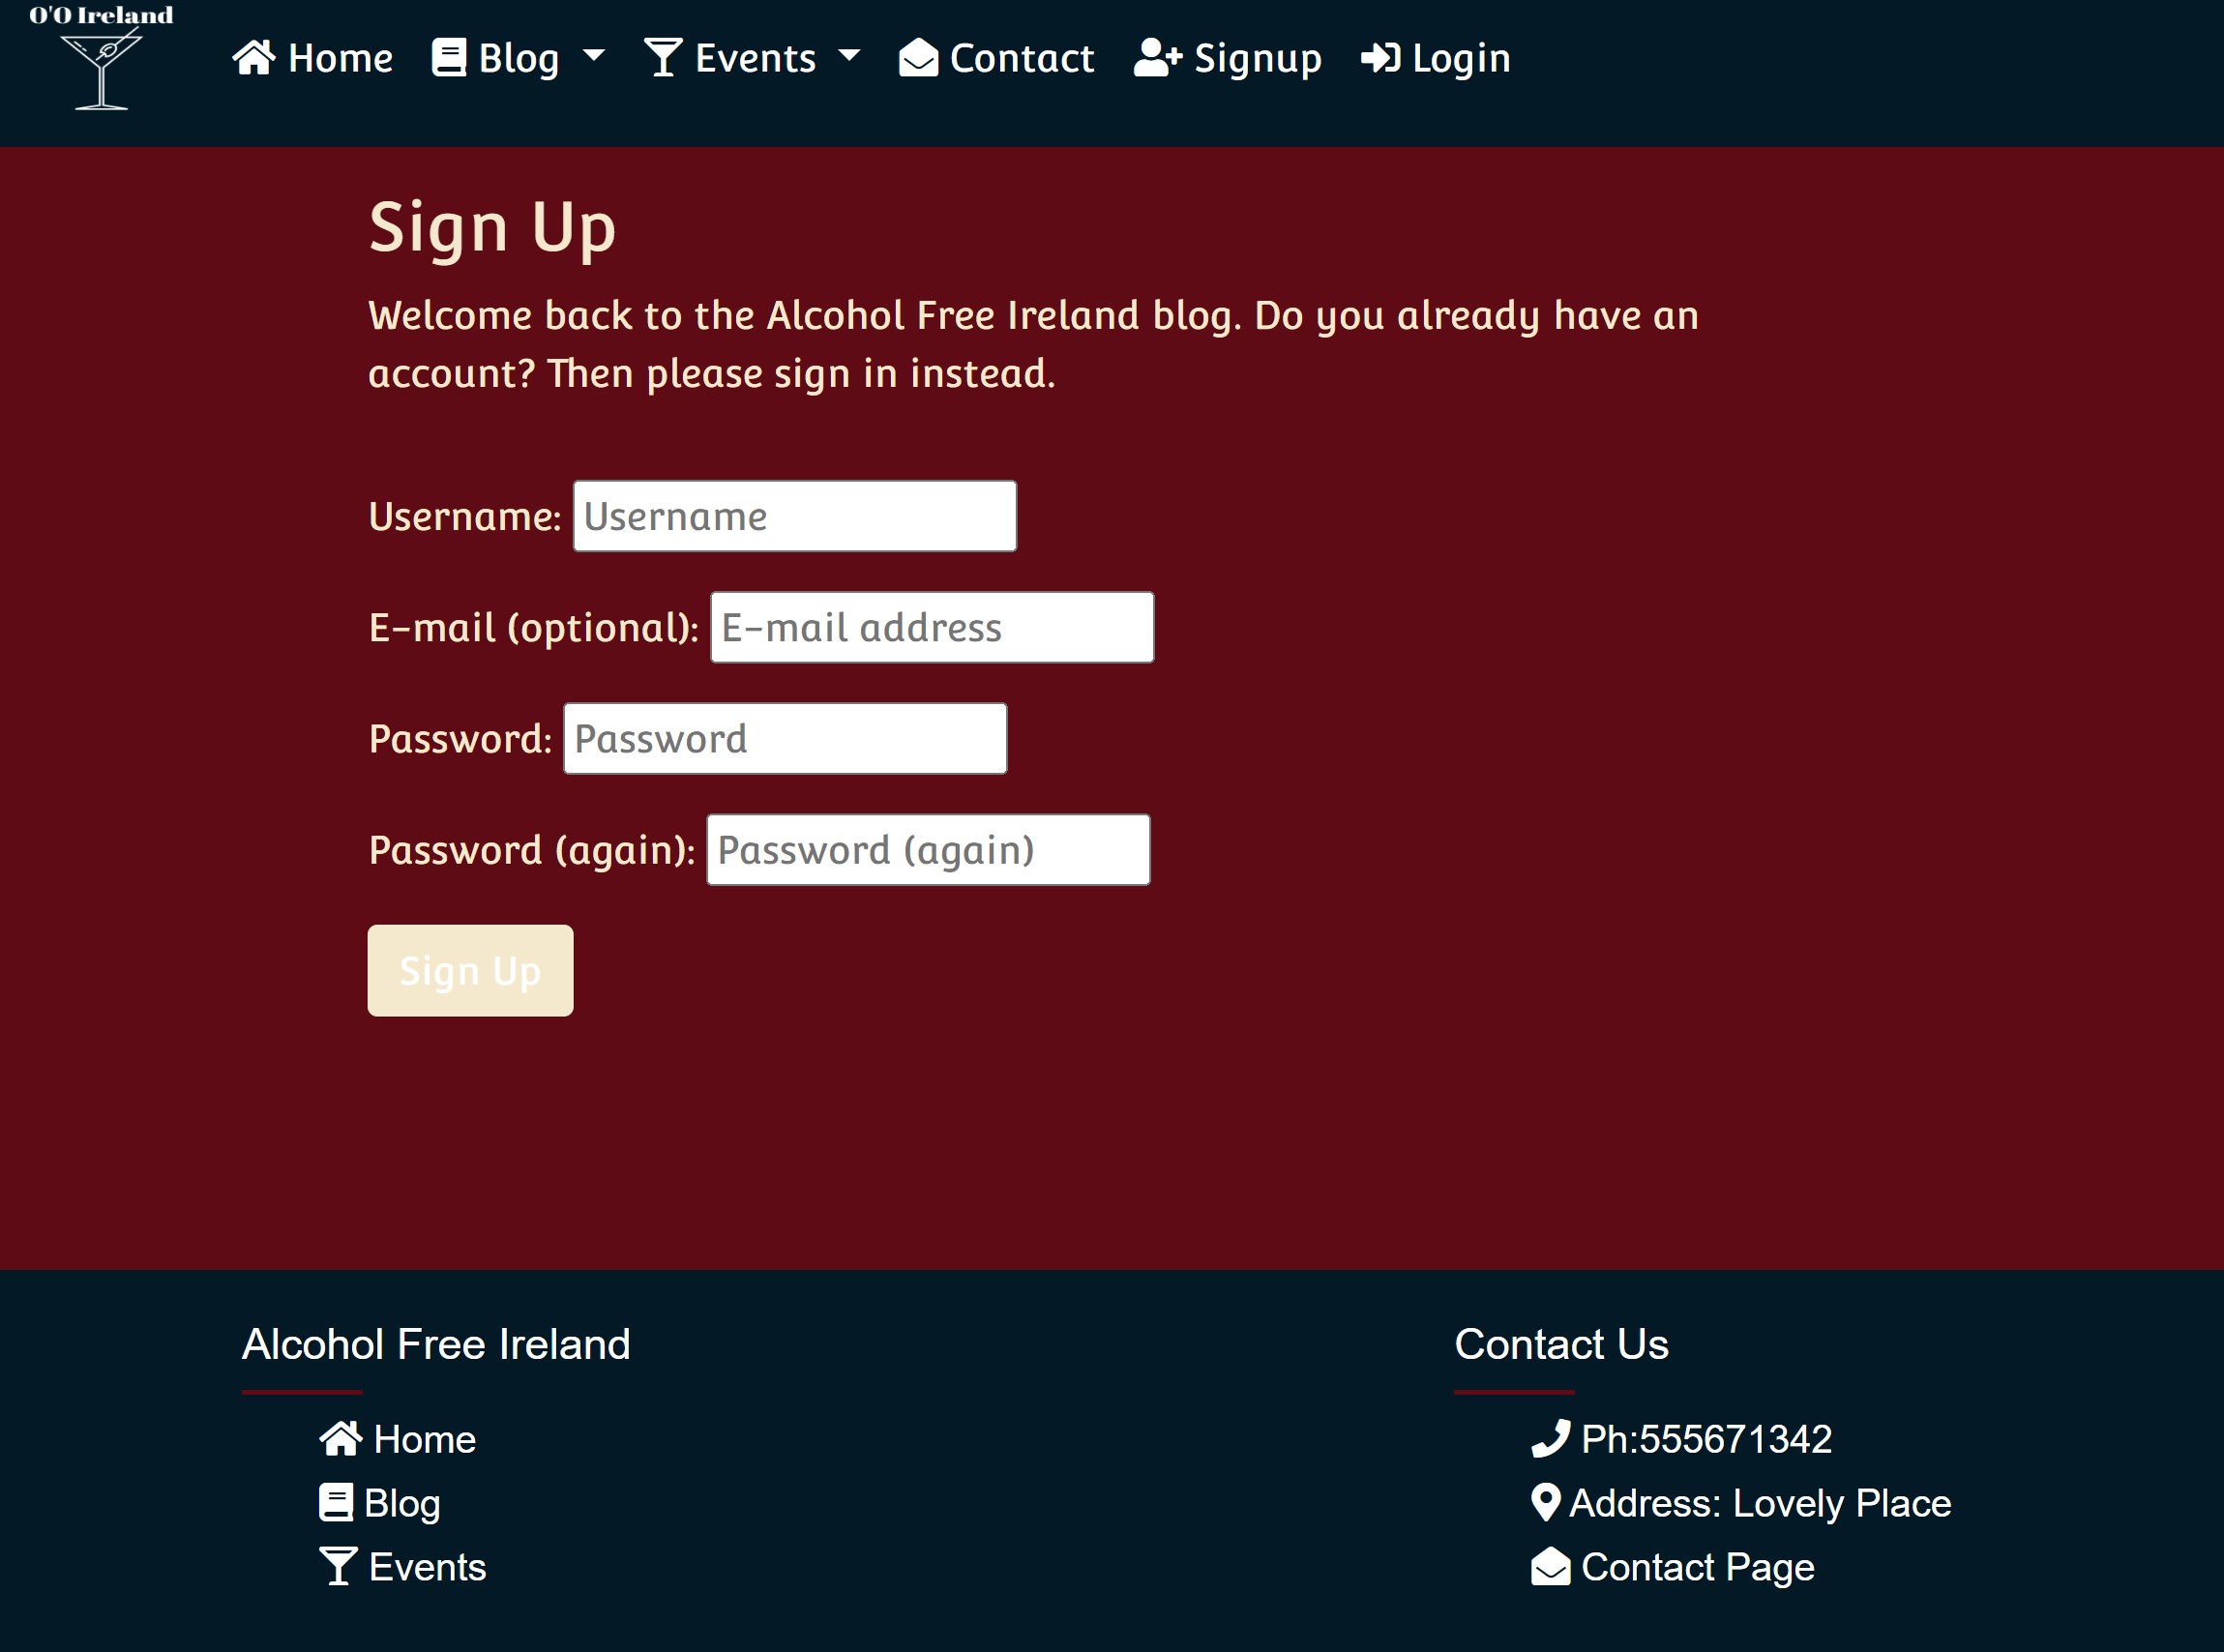 O'O Ireland
Home Blog Events Contact Signup Login
Sign Up
Welcome back to the Alcohol Free Ireland blog. Do you already have an
account? Then please sign in instead.
Username: Username
E-mail (optional): E-mail address
Password: Password
Password (again): Password (again)
Sign Up
Alcohol Free Ireland
Home
Blog
Events
Contact Us
Ph:555671342
Address: Lovely Place
Contact Page